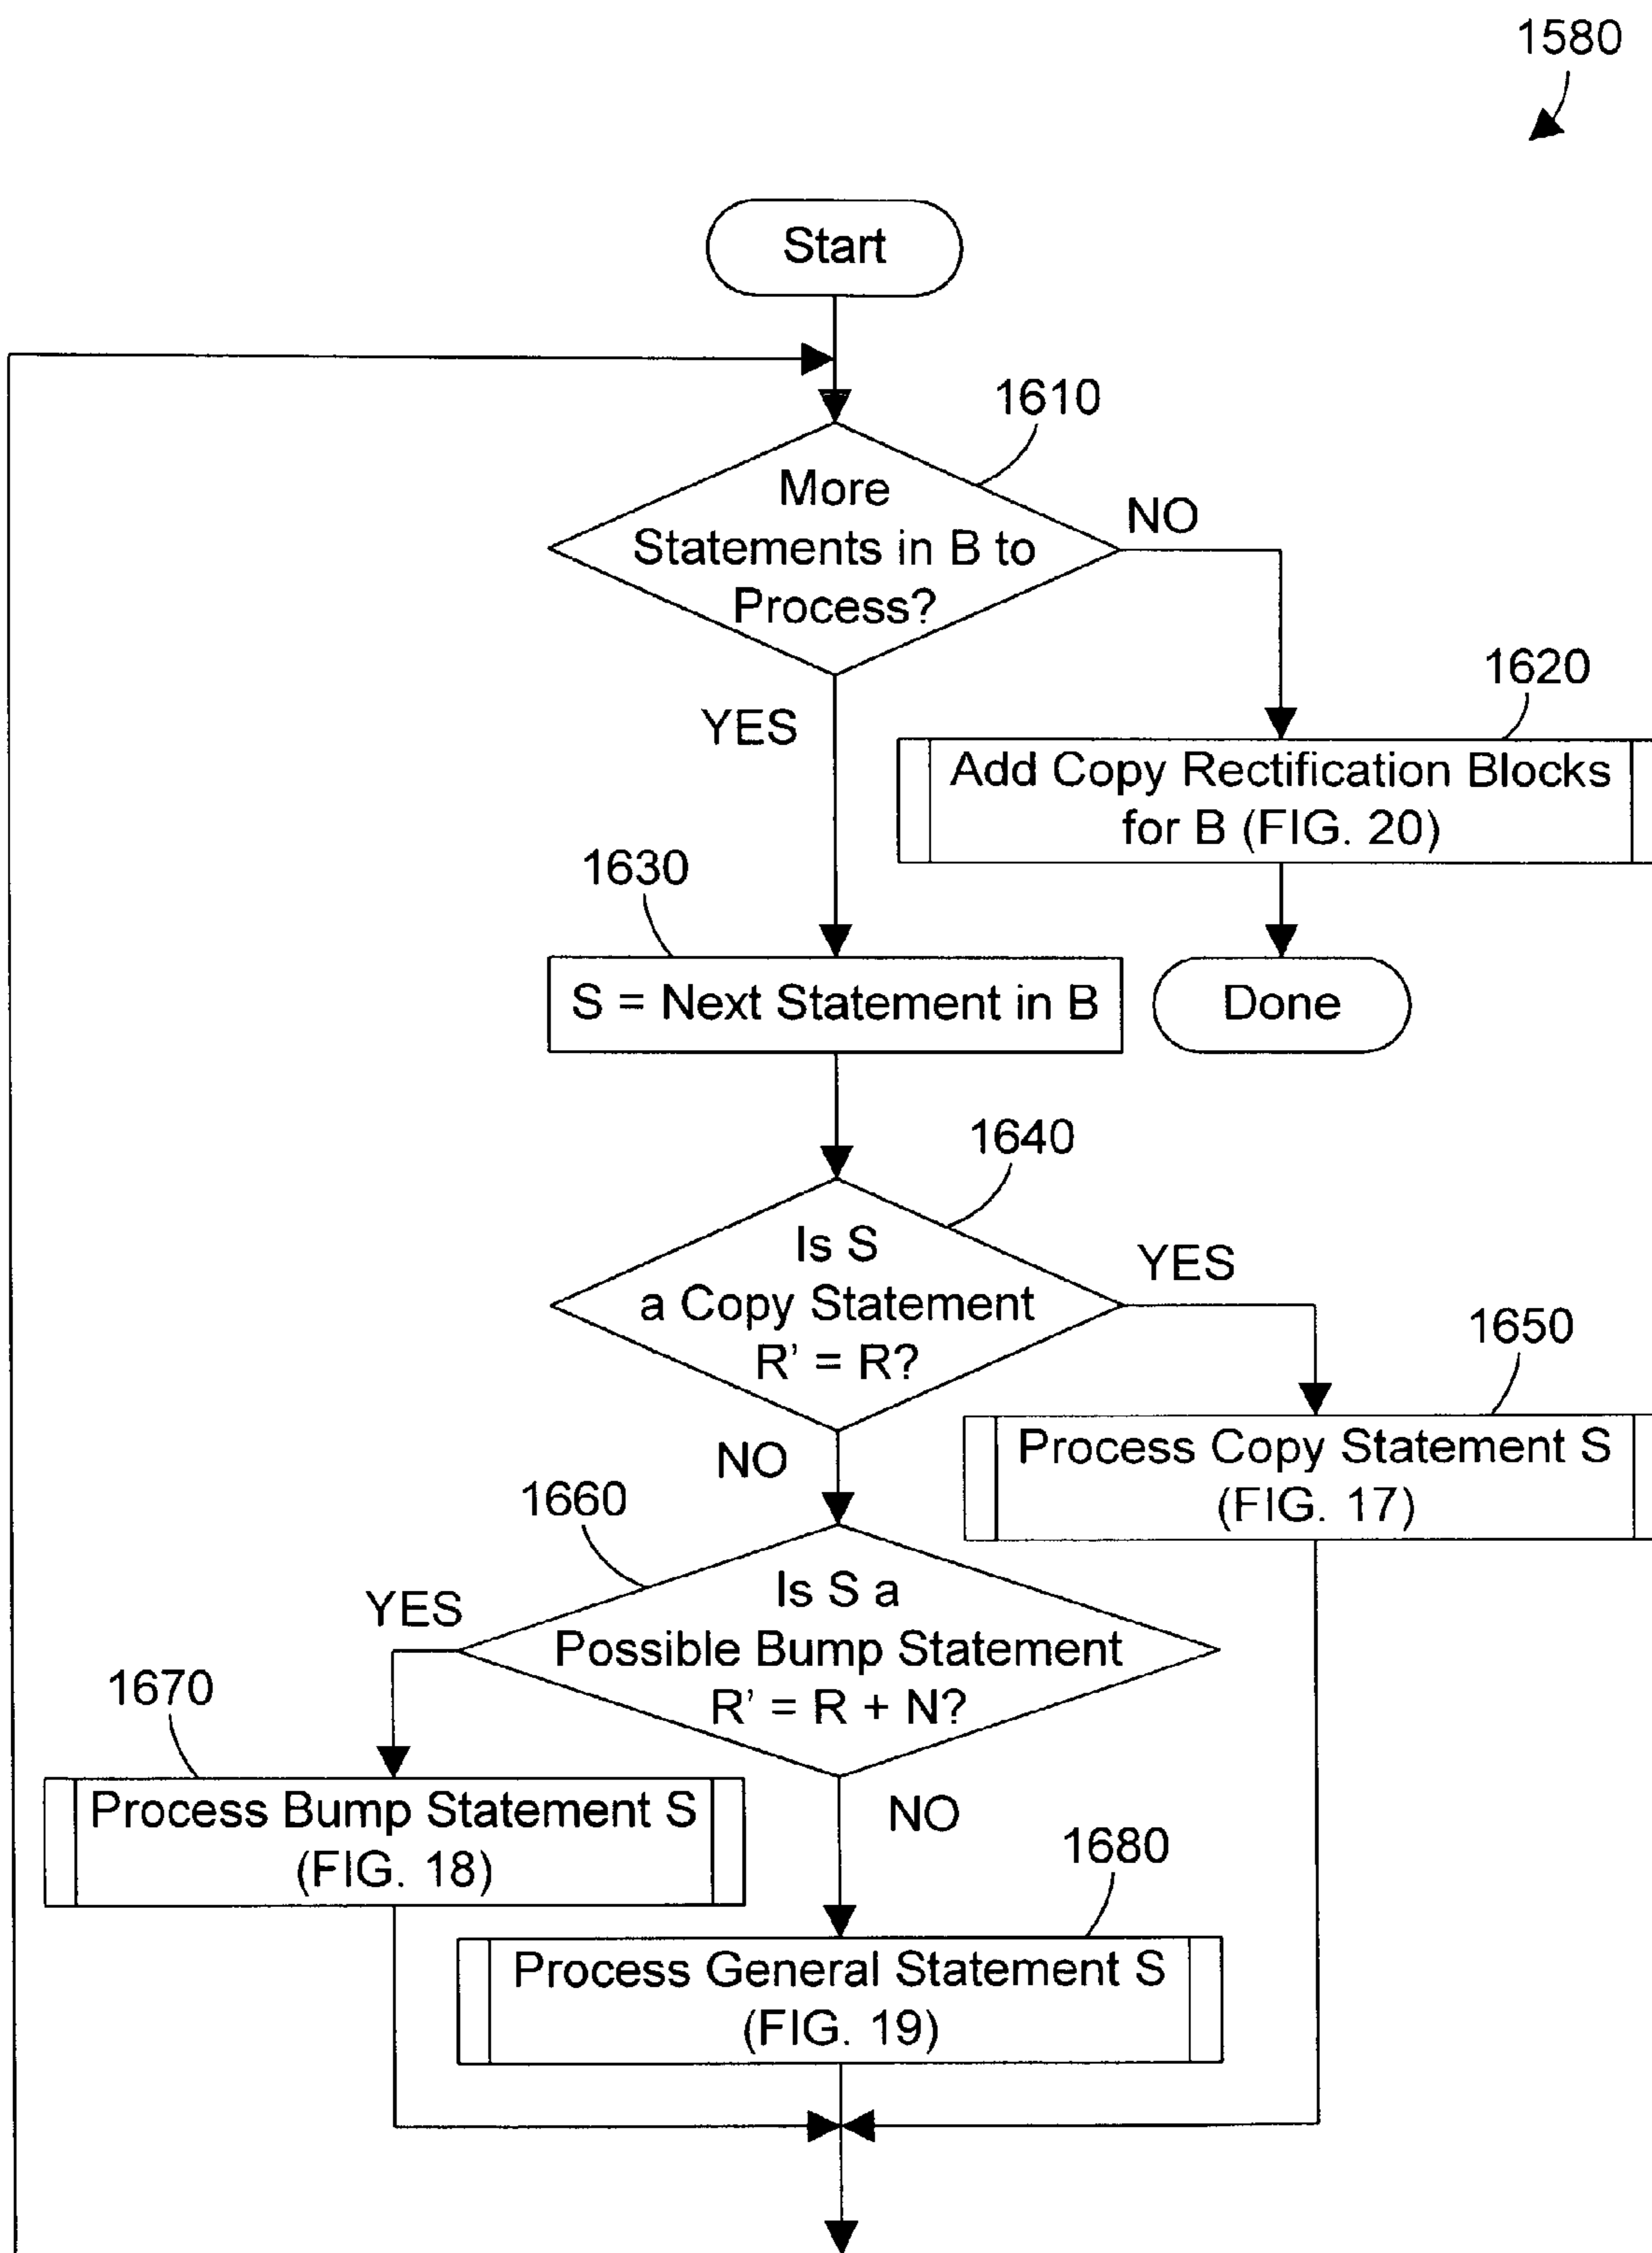 1580
Start
1610
More
Statements in B to
Process?
NO
YES
1620
Add Copy Rectification Blocks
for B (FIG. 20)
1630
S = Next Statement in B
Done
1640
Is S
a Copy Statement
R' = R?
YES
NO
1650
Process Copy Statement S
(FIG. 17)
1660
Is S a
Possible Bump Statement
R' = R + N?
YES
NO
1670
Process Bump Statement S
(FIG. 18)
1680
Process General Statement S
(FIG. 19)